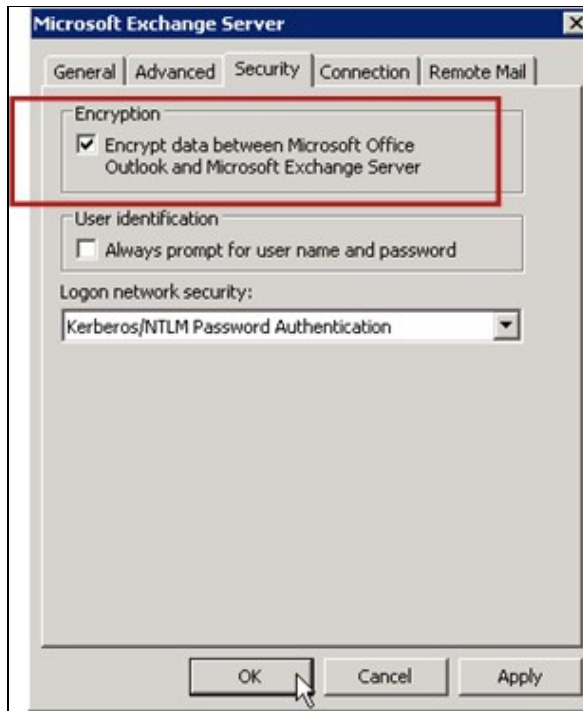 Microsoft Exchange Server
General Advanced Security Connection Remote Mail
Encryption
Encrypt data between Microsoft Office
Outlook and Microsoft Exchange Server
User identification
Always prompt for user name and password
Logon network security:
Kerberos/NTLM Password Authentication
OK Cancel Apply